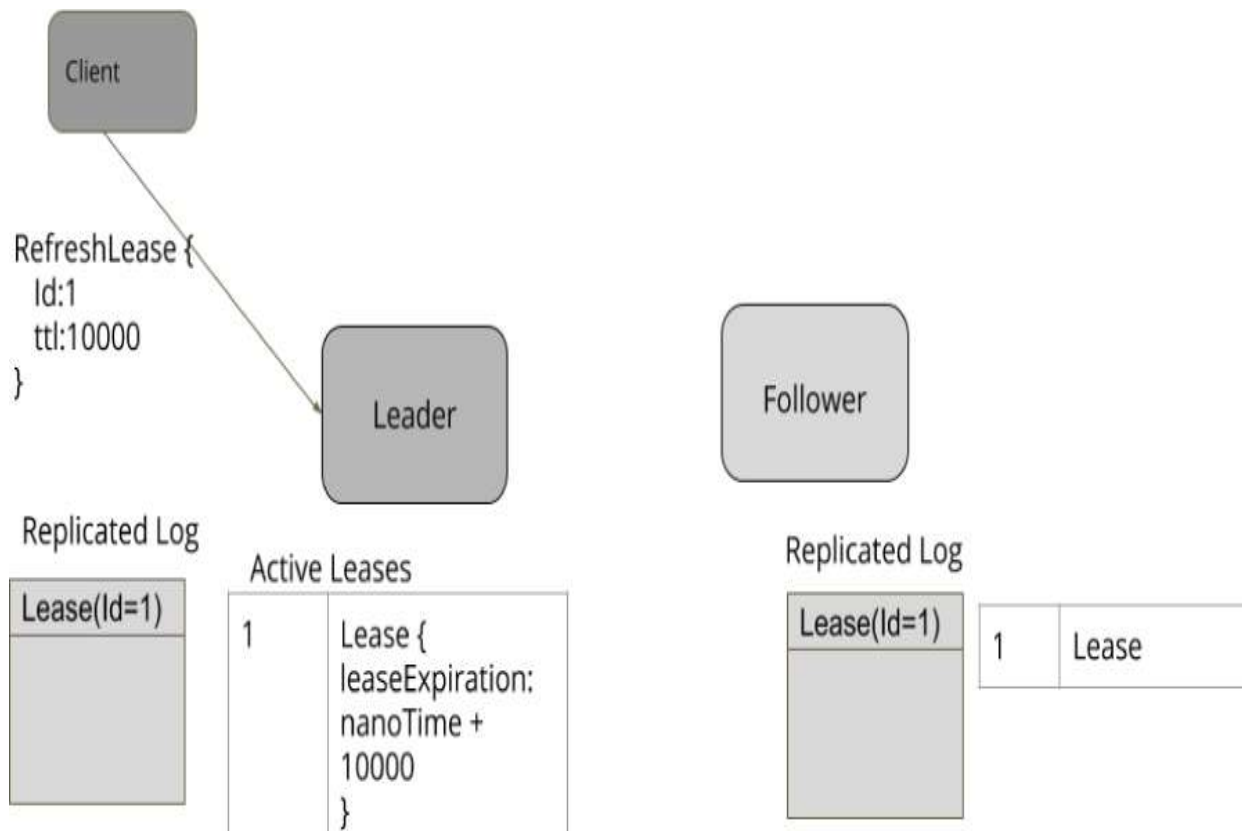 Client
RefreshLease {
Id:1
ttl:10000
}
Leader
Follower
Replicated Log
Lease(Id=1)
Active Leases
1
Lease {
leaseExpiration:
nanoTime +
10000
}
Replicated Log
Lease(Id=1)
1
Lease